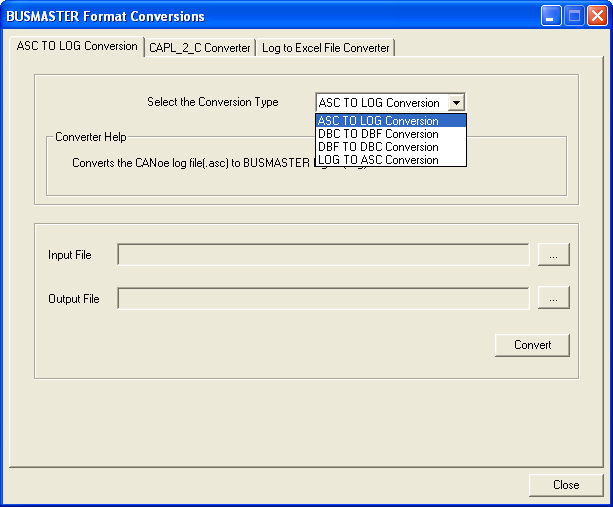 BUSMASTER Format Conversions
ASC TO LOG Conversion CAPL_2_C Converter Log to Excel File Converter
Select the Conversion Type ASC TO LOG Conversion
ASC TO LOG Conversion
DBC TO DBF Conversion
DBF TO DBC Conversion
LOG TO ASC Conversion
Converter Help
Converts the CANoe log file(.asc) to BUSMASTER
Input File ...
Output File ...
Convert
Close